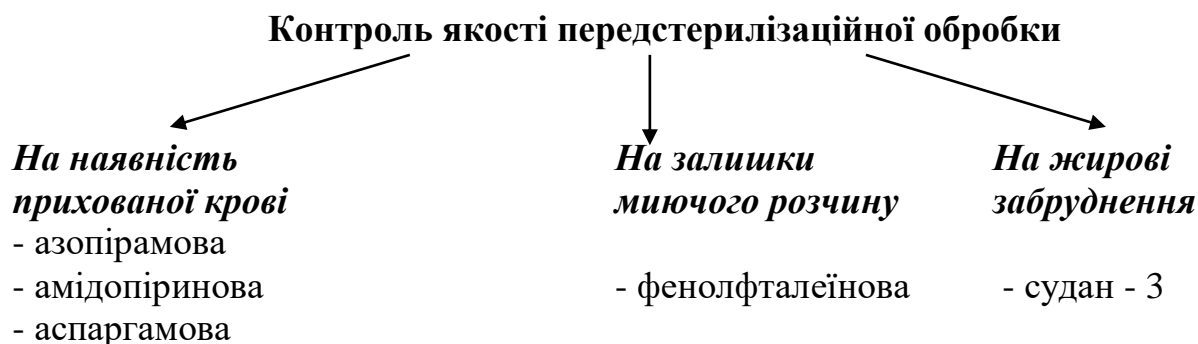 Контроль якості передстерилізаційної обробки
На наявність
прихованої крові
- азопірамова
- амідопіринова
- аспаргамова
На залишки
миючого розчину
- фенолфталеїнова
На жирові
забруднення
- судан - 3